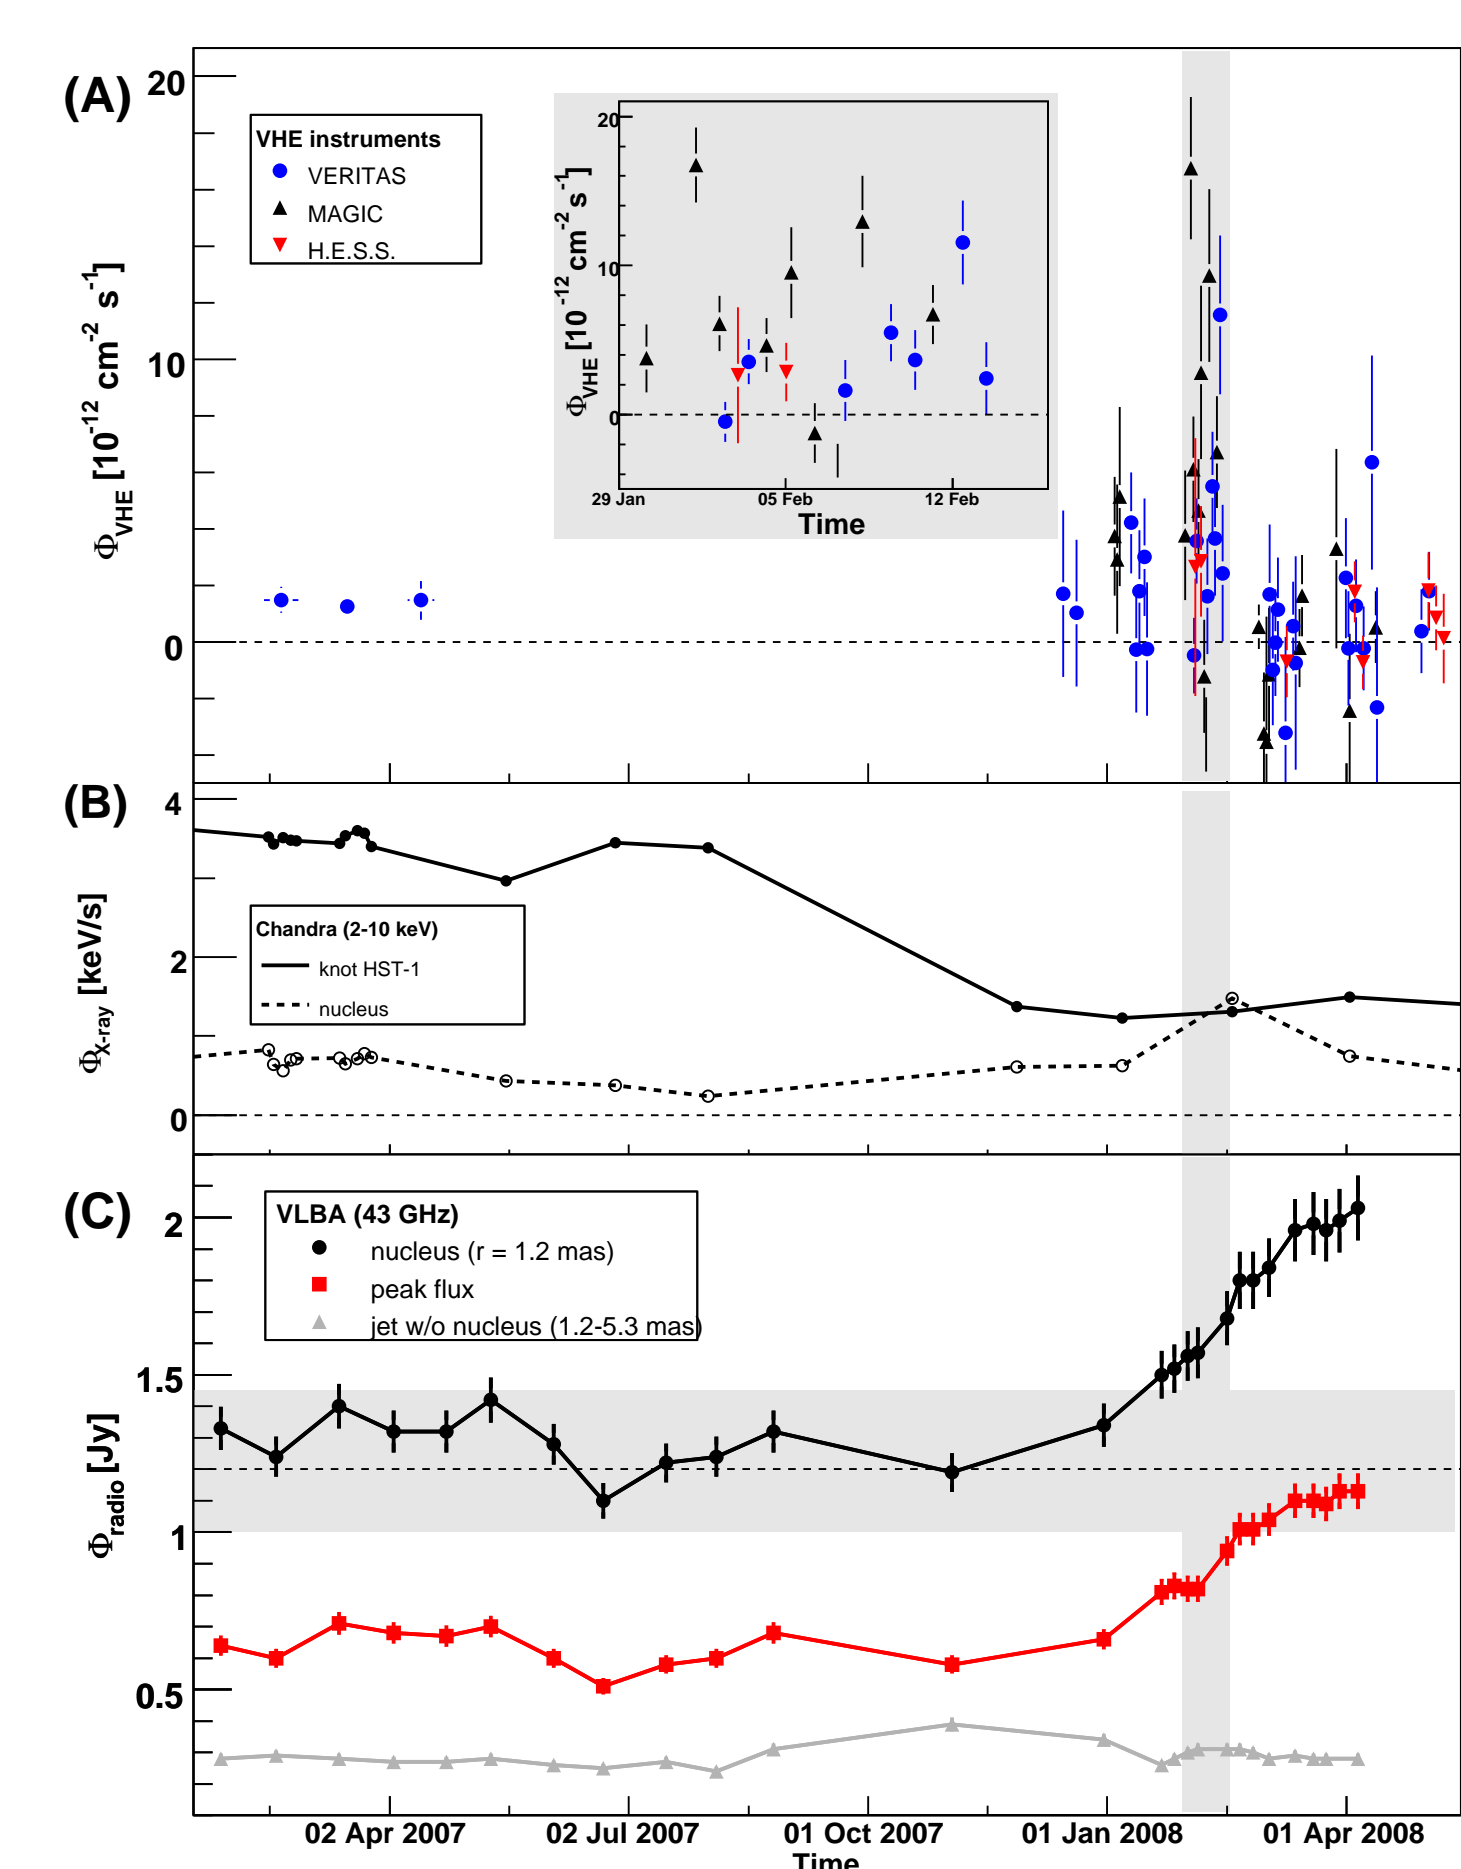 (A)
20
10
0
Φ_VHE [10^-12 cm^-2 s^-1]
VHE instruments
VERITAS
MAGIC
H.E.S.S.
20
10
0
Φ_VHE [10^-12 cm^-2 s^-1]
29 Jan 05 Feb 12 Feb
Time
(B)
4
2
0
Φ_X-ray [keV/s]
Chandra (2-10 keV)
knot HST-1
nucleus
(C)
2
1.5
1
0.5
Φ_radio [Jy]
VLBA (43 GHz)
nucleus (r = 1.2 mas)
peak flux
jet w/o nucleus (1.2-5.3 mas)
02 Apr 2007 02 Jul 2007 01 Oct 2007 01 Jan 2008 01 Apr 2008
Time